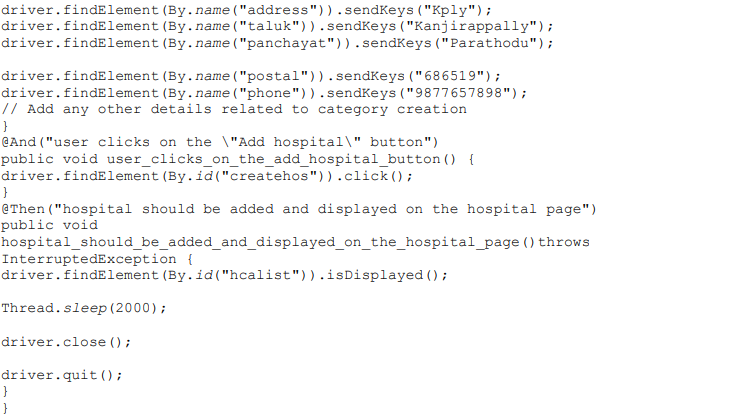 driver.findElement(By.name("address")).sendKeys("Kply");
driver.findElement(By.name("taluk")).sendKeys("Kanjirappally");
driver.findElement(By.name("panchayat")).sendKeys("Parathodu");
driver.findElement(By.name("postal")).sendKeys("686519");
driver.findElement(By.name("phone")).sendKeys("9877657898");
// Add any other details related to category creation
}
@And("user clicks on the \"Add hospital\" button")
public void user_clicks_on_the_add_hospital_button() {
driver.findElement(By.id("createhos")).click();
}
@Then("hospital should be added and displayed on the hospital page")
public void
hospital_should_be_added_and_displayed_on_the_hospital_page()throws
InterruptedException {
driver.findElement(By.id("hcalist")).isDisplayed();
Thread.sleep(2000);
driver.close();
driver.quit();
}
}